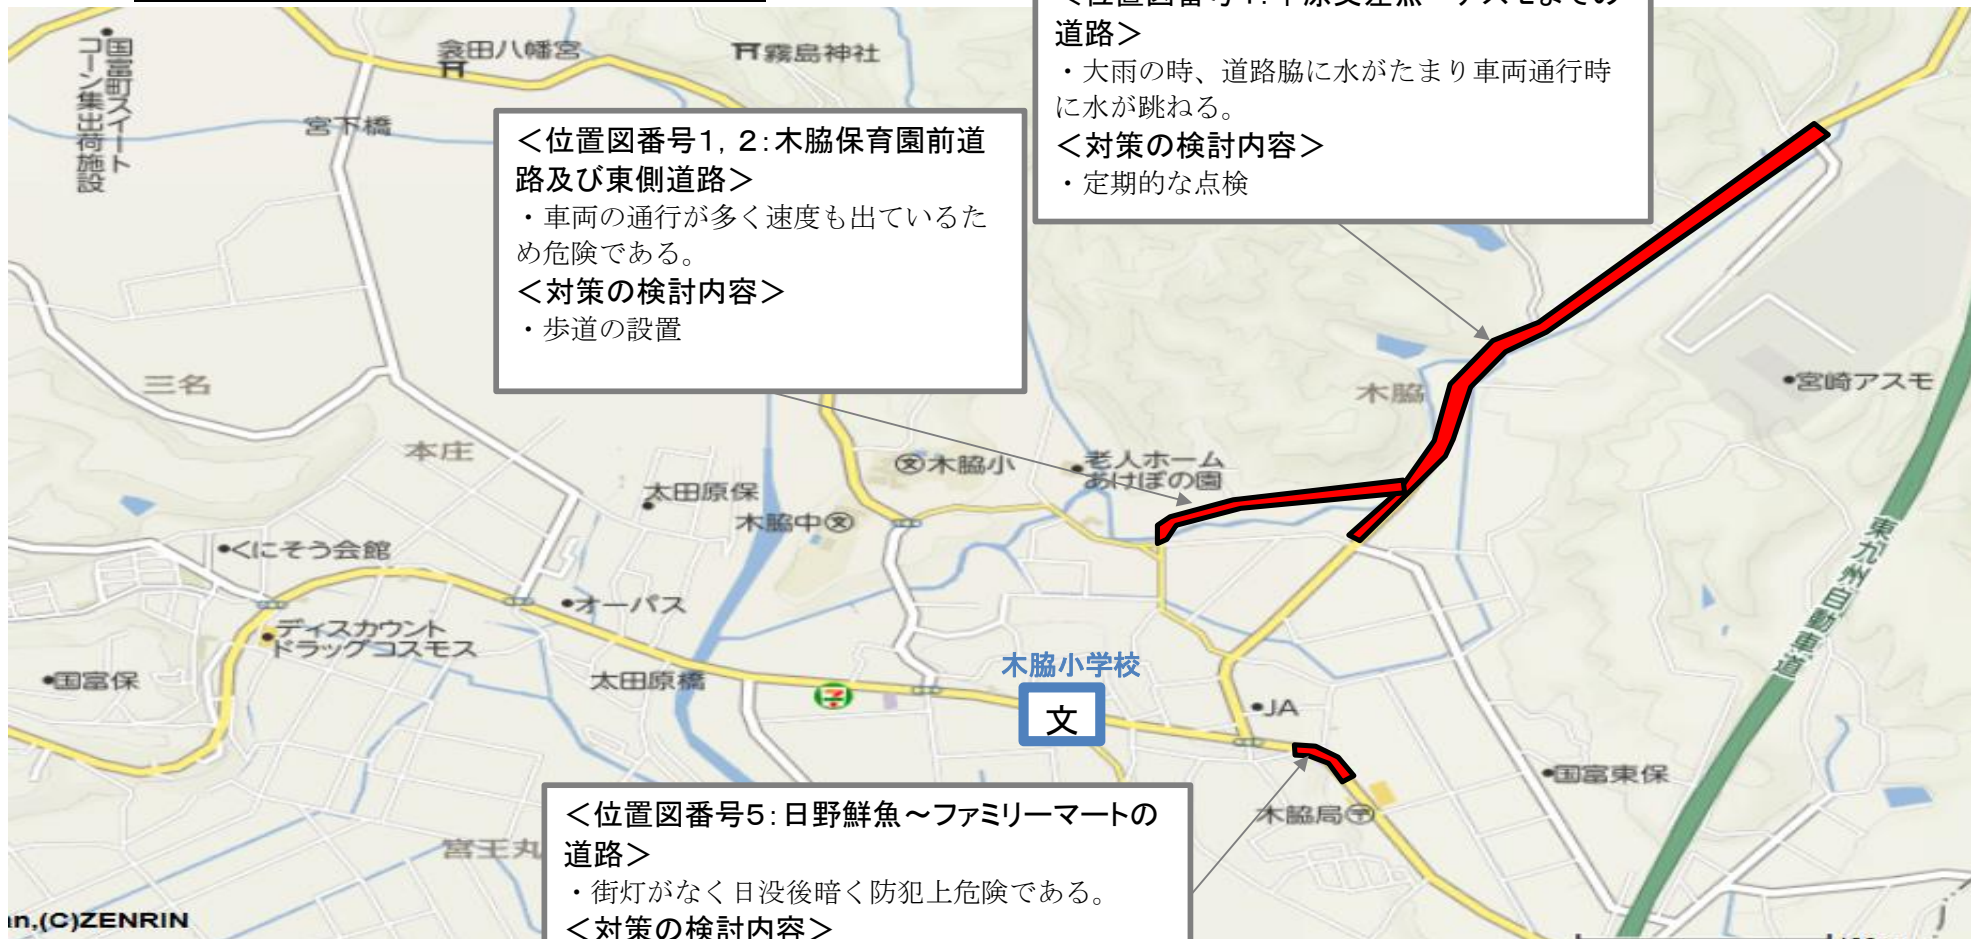 道路＞
・大雨の時、道路脇に水がたまり車両通行時
に水が跳ねる。
＜対策の検討内容＞
・定期的な点検
＜位置図番号1，2：木脇保育園前道
路及び東側道路＞
・車両の通行が多く速度も出ているた
め危険である。
＜対策の検討内容＞
・歩道の設置
国富町スイート
コーン集出荷施設
衾田八幡宮
霧島神社
宮下橋
三名
本庄
太田原保
木脇中
文
文
木脇小
老人ホーム
あけぼの園
木脇
宮崎アスモ
東九州自動車道
くにそう会館
オーパス
ディスカウント
ドラッグコスモス
国富保
太田原橋
木脇小学校
文
JA
国富東保
木脇局
宮王丸
＜位置図番号5：日野鮮魚～ファミリーマートの
道路＞
・街灯がなく日没後暗く防犯上危険である。
＜対策の検討内容＞
n,(C)ZENRIN